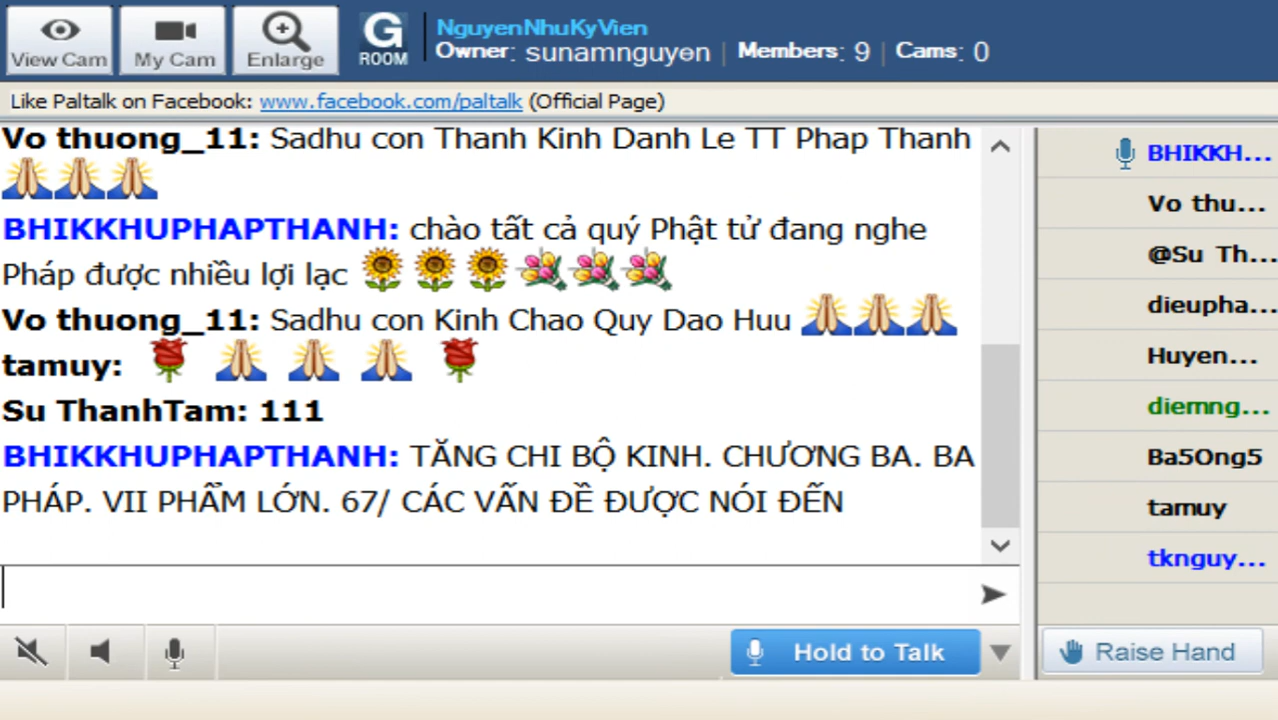 View Cam
My Cam
Enlarge
G
ROOM
NguyenNhuKyVien
Owner: sunamnguyen | Members: 9 | Cams: 0
Like Paltalk on Facebook: www.facebook.com/paltalk (Official Page)
Vo thuong_11: Sadhu con Thanh Kinh Danh Le TT Phap Thanh
BHIKKHUPHAPTHANH: chào tất cả quý Phật tử đang nghe
Pháp được nhiều lợi lạc
Vo thuong_11: Sadhu con Kinh Chao Quy Dao Huu
tamuy:
Su ThanhTam: 111
BHIKKHUPHAPTHANH: TĂNG CHI BỘ KINH. CHƯƠNG BA. BA
PHÁP. VII PHẨM LỚN. 67/ CÁC VẤN ĐỀ ĐƯỢC NÓI ĐẾN
BHIKKH...
Vo thu...
@Su Th...
dieupha...
Huyen...
diemng...
Ba5Ong5
tamuy
tknguy...
Hold to Talk
Raise Hand